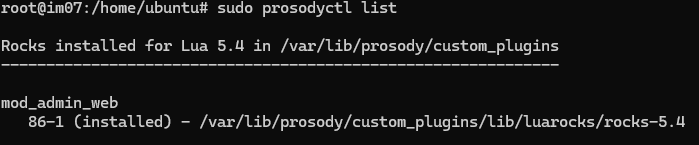 root@im07:/home/ubuntu# sudo prosodyctl list
Rocks installed for Lua 5.4 in /var/lib/prosody/custom_plugins
--------------------------------------------------------------
mod_admin_web
86-1 (installed) - /var/lib/prosody/custom_plugins/lib/luarocks/rocks-5.4